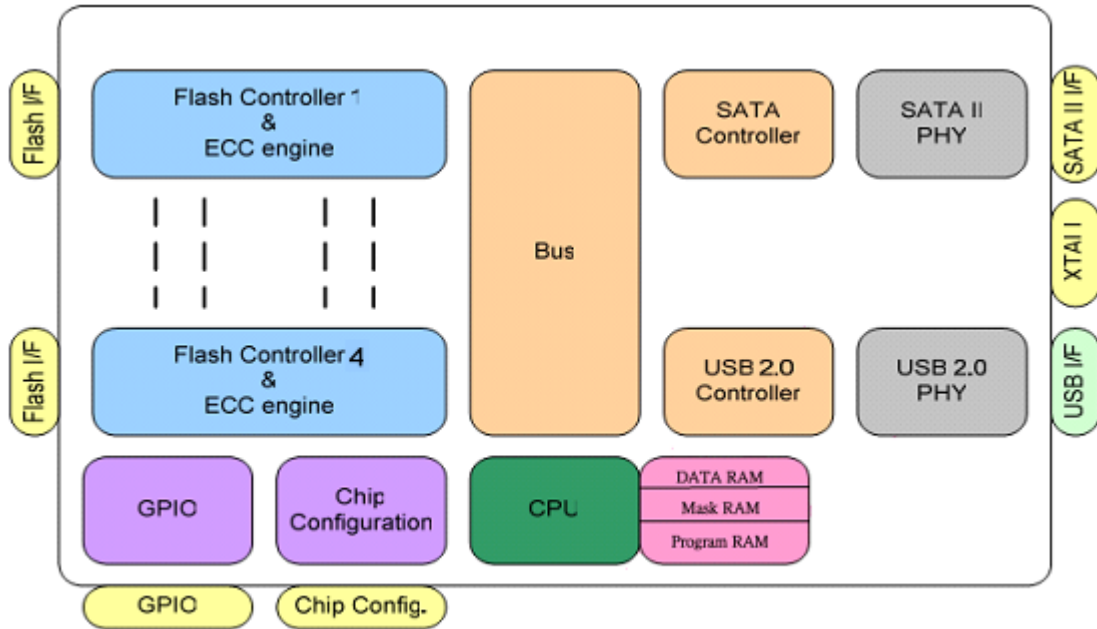 Flash I/F
Flash Controller 1
&
ECC engine
Bus
SATA
Controller
SATA II
PHY
SATA II I/F
XTAI I
Flash I/F
Flash Controller 4
&
ECC engine
USB 2.0
Controller
USB 2.0
PHY
USB I/F
GPIO
Chip
Configuration
CPU
DATA RAM
Mask RAM
Program RAM
GPIO
Chip Config.